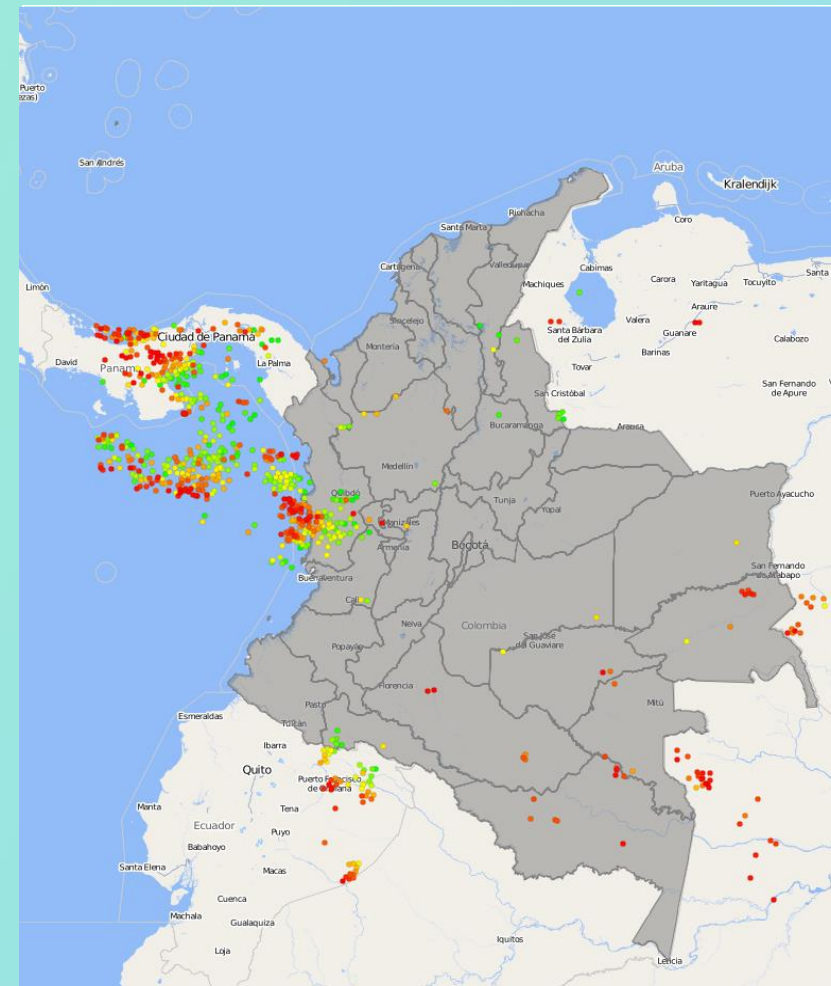 Puerto
ezas)
San Andrés
Aruba
Kralendijk
Riohacha
Santa Marta
Coro
Cartagena
Valledupar
Cabimas
Machiques
Carora
Yaritagua
Tocuyito
Santa
Limón
Araure
Sincelejo
Valera
Guanare
Santa Bárbara
del Zulia
Ciudad de Panamá
Calabozo
Montería
Barinas
David
Panam
La Palma
Tovar
San Fernando
de Apure
San Cristóbal
Bucaramanga
Arauca
Medellín
Quibdó
Puerto Ayacucho
Tunja
Yopal
Manizales
Bogotá
Armenia
San Fernando
de Atabapo
Buenaventura
Cali
Neiva
Colombia
San José
del Guaviare
Popayán
Florencia
Mitú
Pasto
Esmeraldas
Tulcán
Ibarra
Quito
Puerto Francisco
de Orellana
Manta
Tena
Ecuador
Puyo
Babahoyo
Santa Elena
Macas
Cuenca
Machala
Gualaquiza
Iquitos
Loja
Leticia